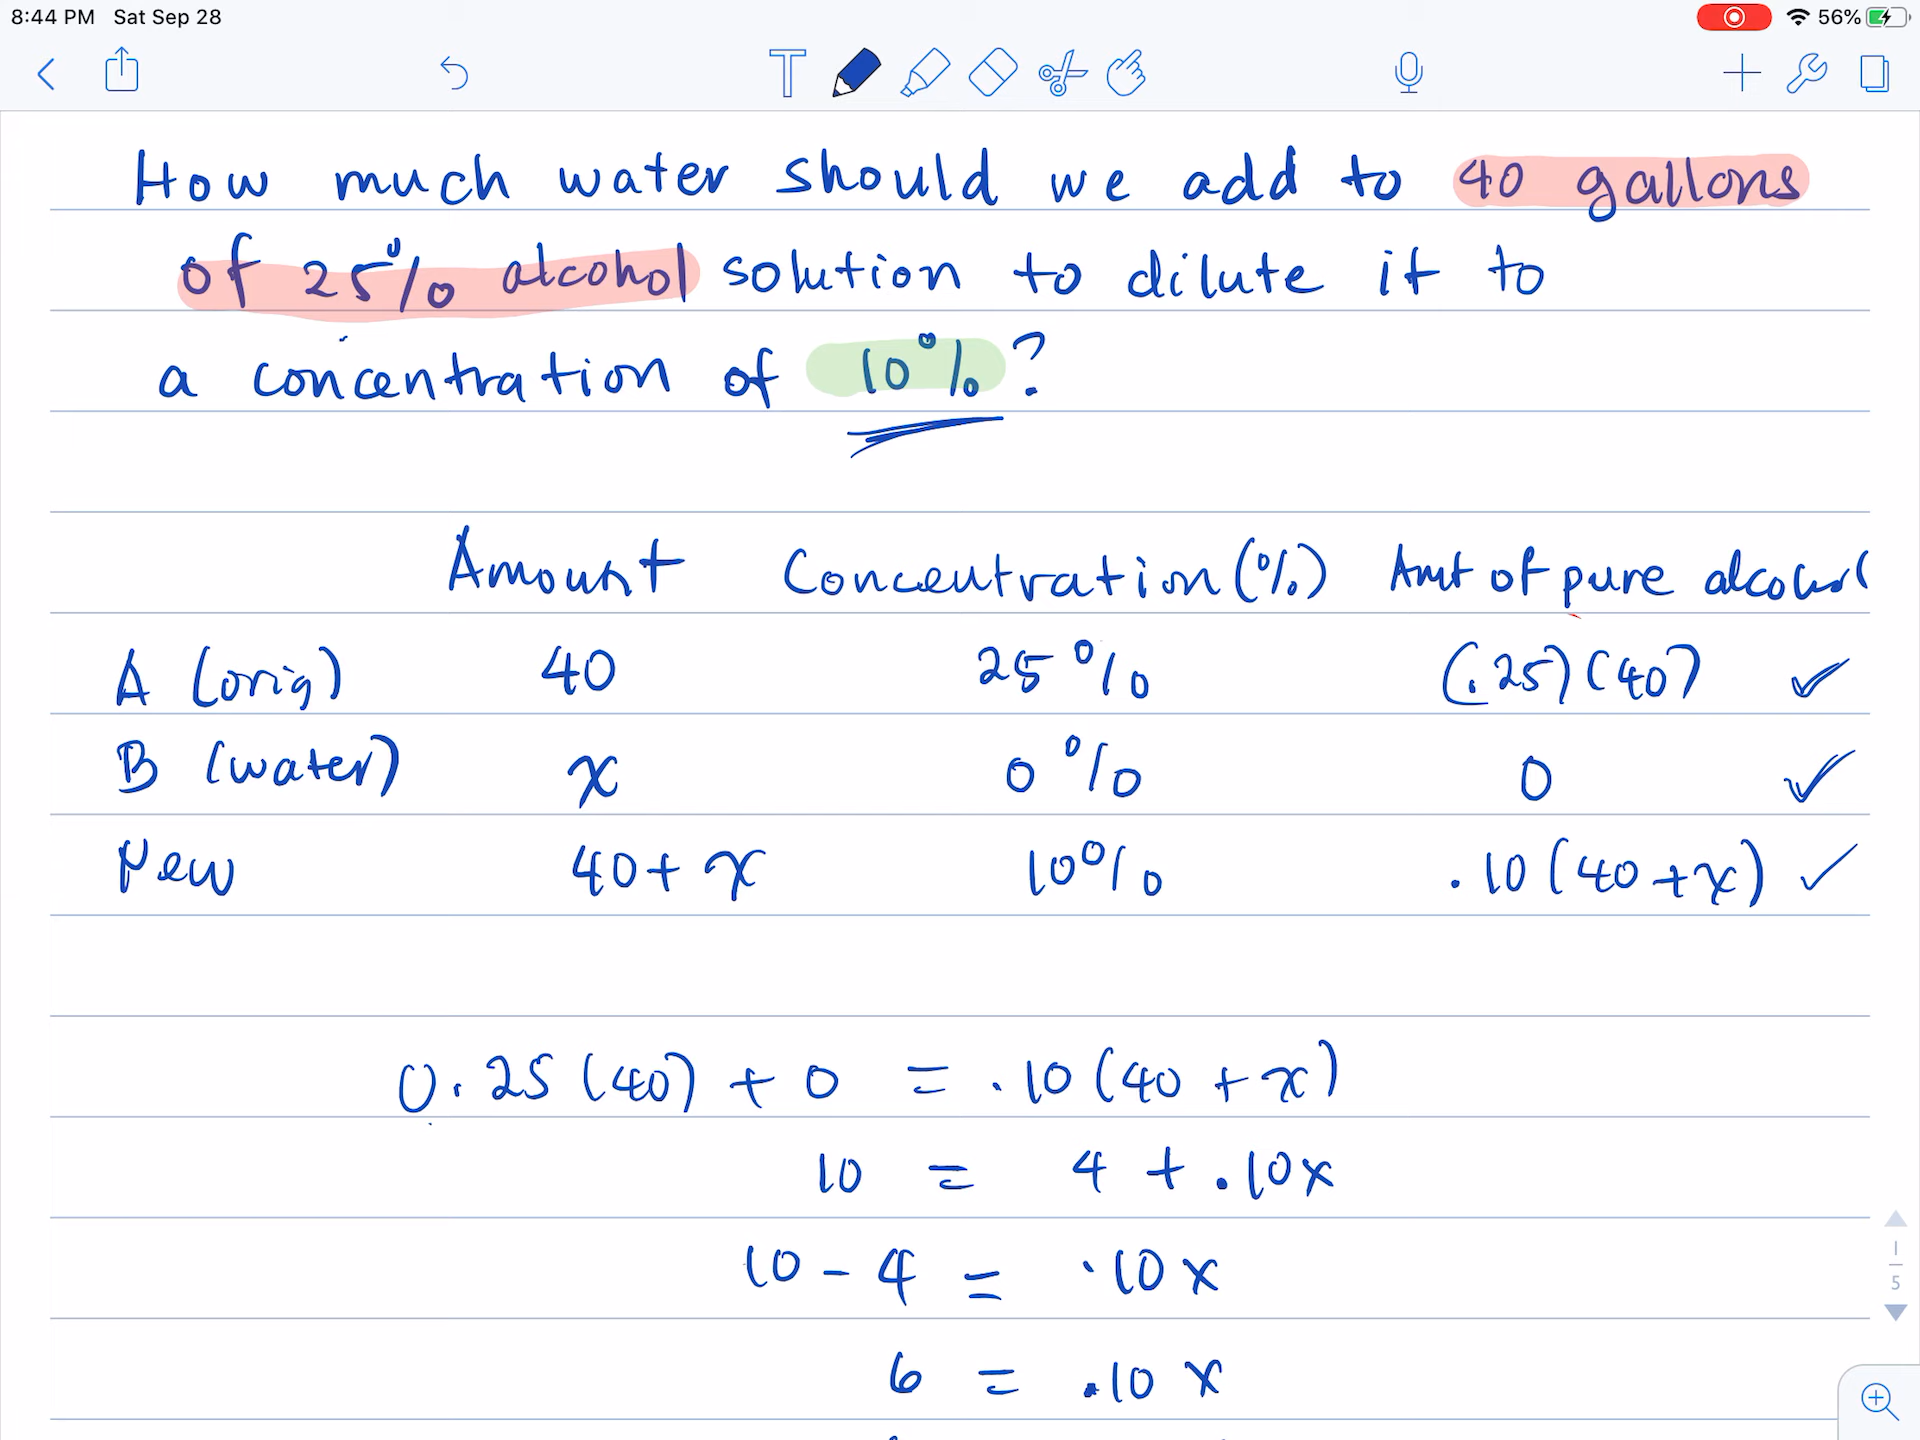 8:44 PM Sat Sep 28 56%
T
How much water should we add to 40 gallons
of 25% alcohol solution to dilute it to
a concentration of 10%?
Amount Concentration (%) Amt of pure alcohol
A (orig) 40 25% (.25)(40) ✓
B (water) x 0% 0 ✓
New 40 + x 10% .10(40 + x) ✓
0.25(40) + 0 = .10(40 + x)
10 = 4 + .10x
10 - 4 = .10x
1
5
6 = .10x